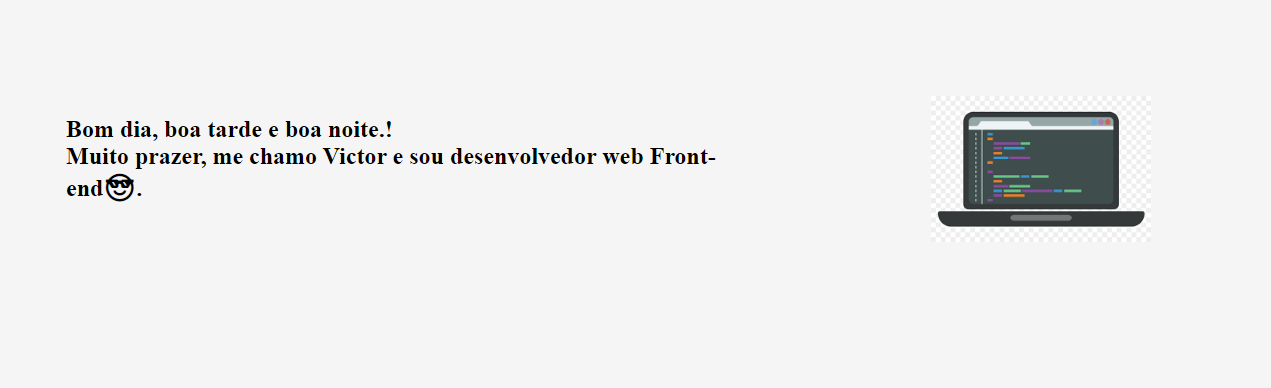 Bom dia, boa tarde e boa noite.!
Muito prazer, me chamo Victor e sou desenvolvedor web Front-
end😎.